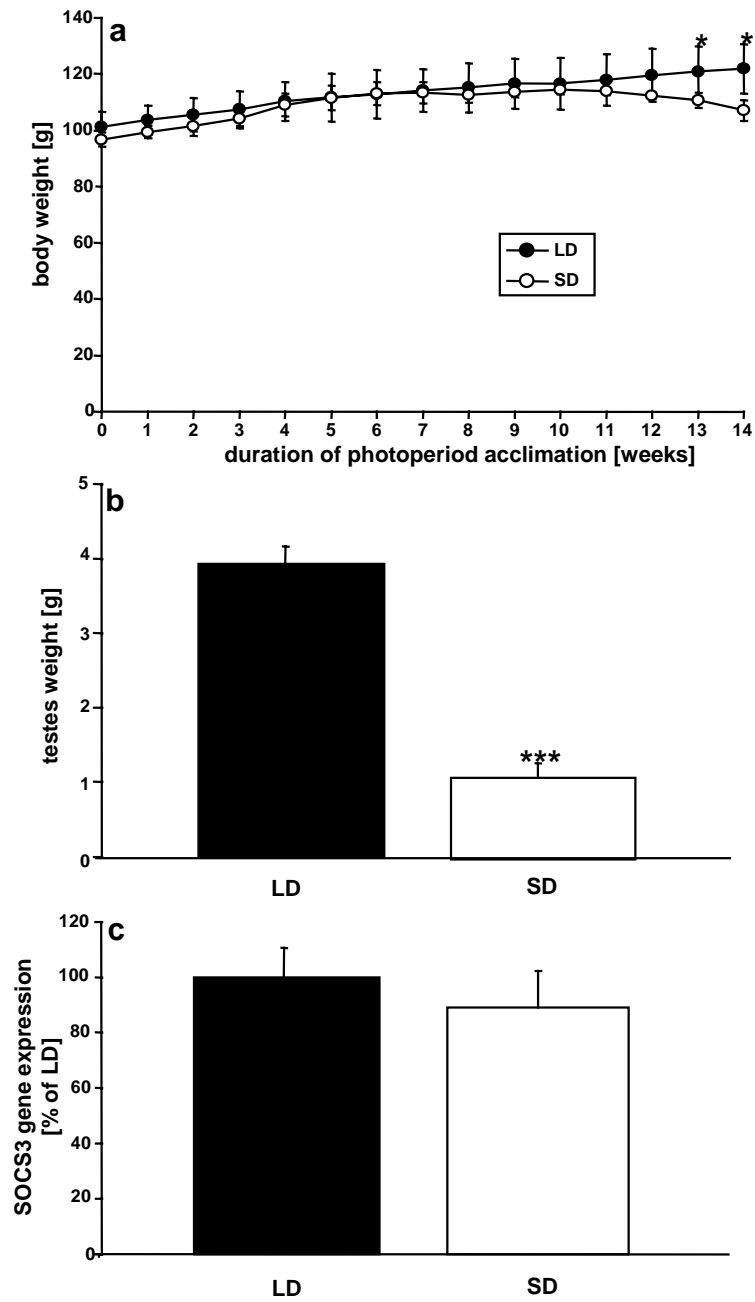 a
140
120
100
80
60
40
20
0
body weight [g]
* *
LD
SD
0 1 2 3 4 5 6 7 8 9 10 11 12 13 14
duration of photoperiod acclimation [weeks]
b
5
4
3
2
1
0
testes weight [g]
***
LD SD
c
120
100
80
60
40
20
0
SOCS3 gene expression
[% of LD]
LD SD